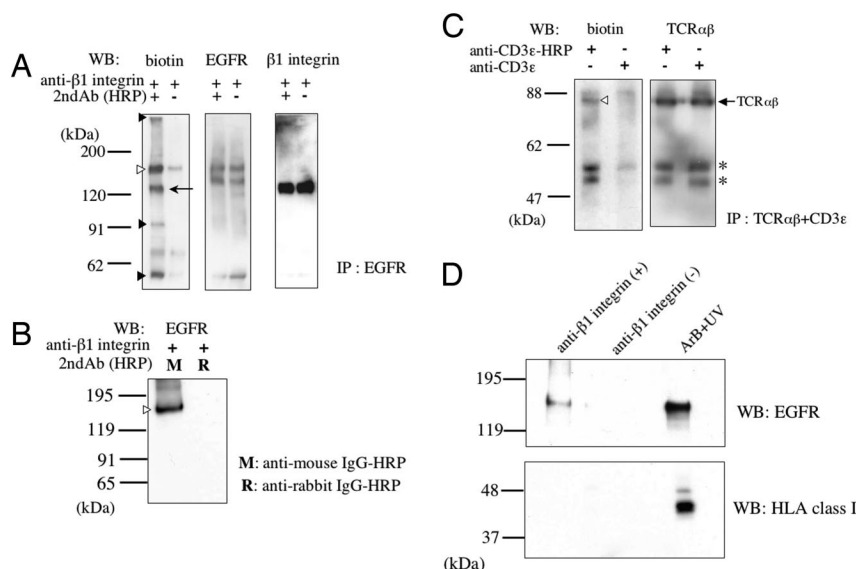 A
WB: biotin EGFR β1 integrin
anti-β1 integrin + + + + + +
2ndAb (HRP) + - + - + -
(kDa)
200
120
91
62
IP : EGFR
B
WB: EGFR
anti-β1 integrin + +
2ndAb (HRP) M R
195
119
91
65
(kDa)
M: anti-mouse IgG-HRP
R: anti-rabbit IgG-HRP
C
WB: biotin TCRαβ
anti-CD3ε-HRP + - + -
anti-CD3ε - + - +
88
TCRαβ
62
*
*
47
(kDa)
IP : TCRαβ+CD3ε
D
anti-β1 integrin (+)
anti-β1 integrin (-)
ArB+UV
195
119
WB: EGFR
48
37
WB: HLA class I
(kDa)